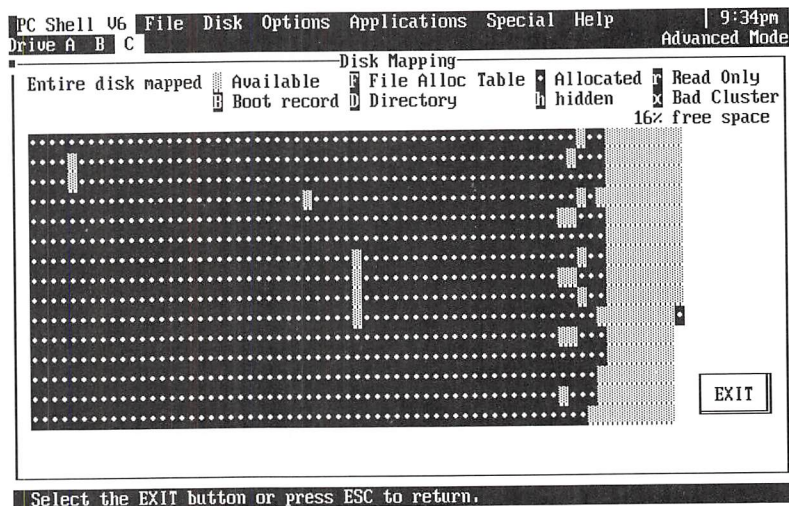 PC Shell V6 File Disk Options Applications Special Help 9:34pm
Drive A B C Advanced Mode
Disk Mapping
Entire disk mapped Available F File Alloc Table Allocated r Read Only
B Boot record D Directory h hidden x Bad Cluster
16% free space
EXIT
Select the EXIT button or press ESC to return.